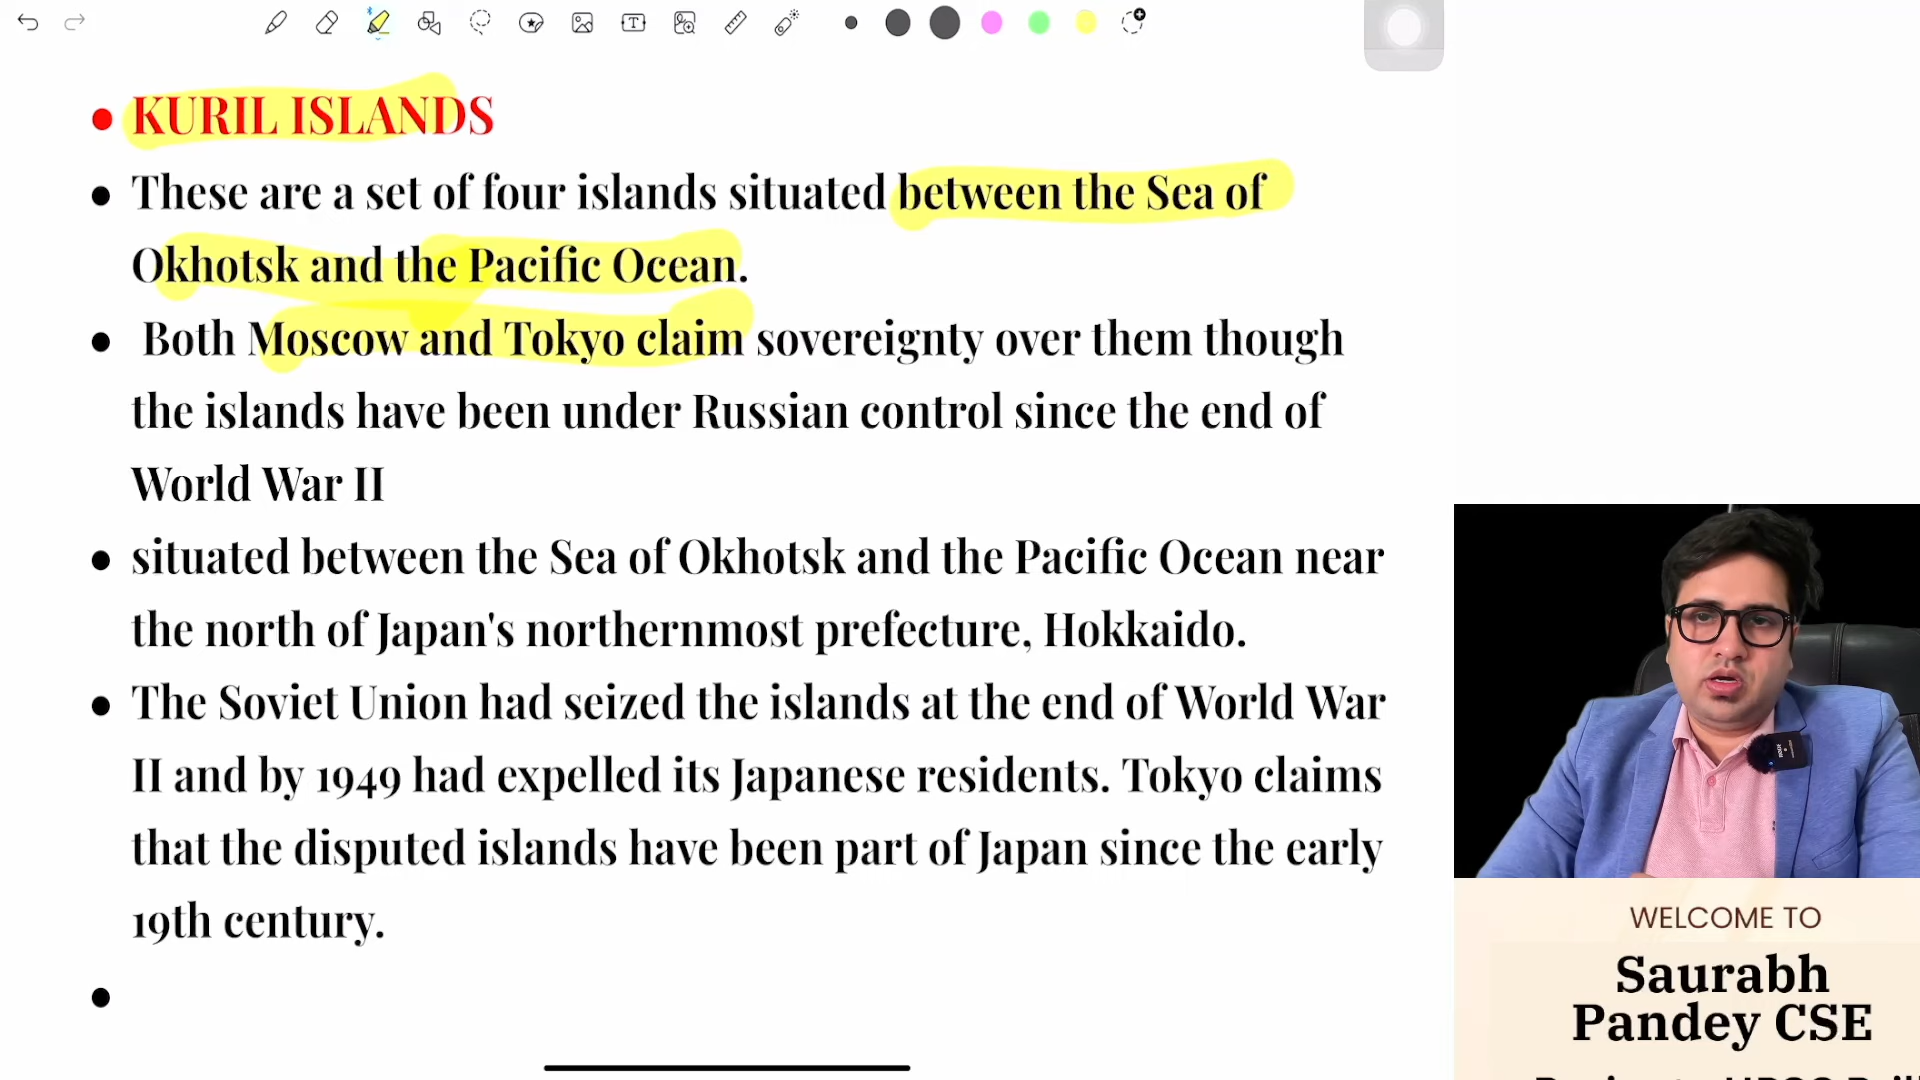 • KURIL ISLANDS
• These are a set of four islands situated between the Sea of
Okhotsk and the Pacific Ocean.
• Both Moscow and Tokyo claim sovereignty over them though
the islands have been under Russian control since the end of
World War II
• situated between the Sea of Okhotsk and the Pacific Ocean near
the north of Japan's northernmost prefecture, Hokkaido.
• The Soviet Union had seized the islands at the end of World War
II and by 1949 had expelled its Japanese residents. Tokyo claims
that the disputed islands have been part of Japan since the early
19th century.
•
WELCOME TO
Saurabh
Pandey CSE